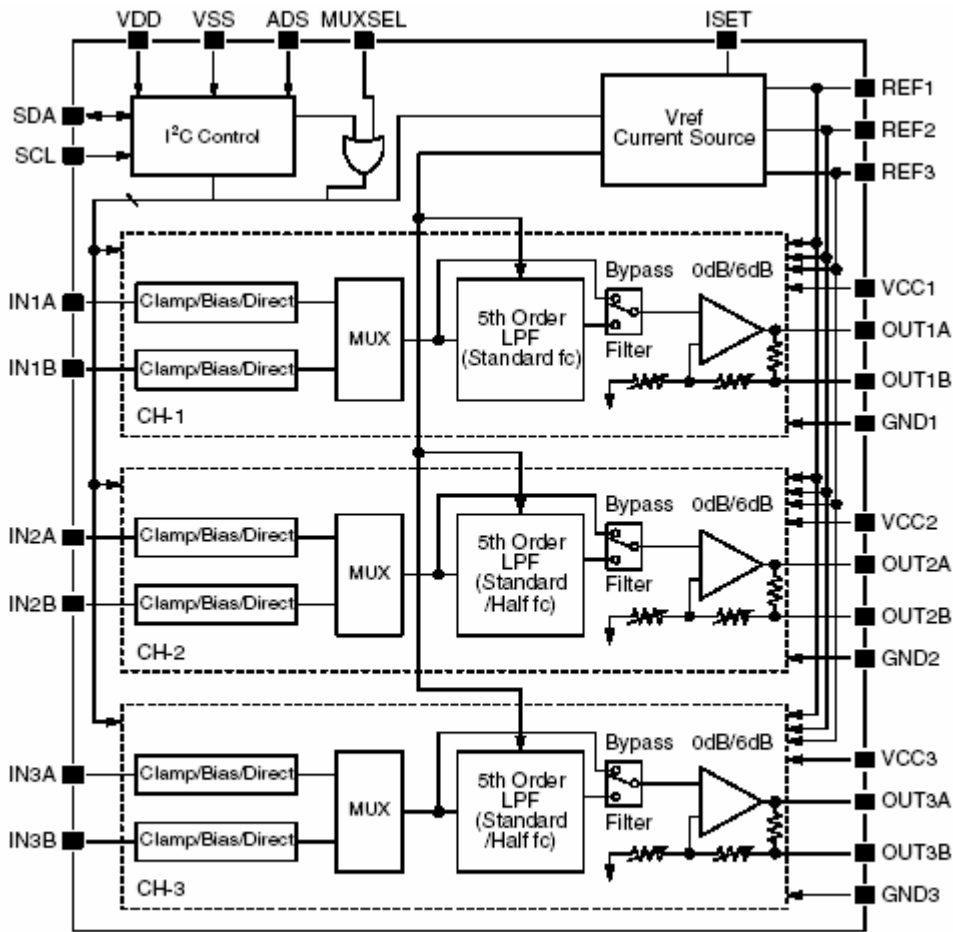 VDD VSS ADS MUXSEL ISET
SDA
SCL
I²C Control
Vref
Current Source
REF1
REF2
REF3
IN1A
IN1B
Clamp/Bias/Direct
Clamp/Bias/Direct
MUX
5th Order
LPF
(Standard fc)
Bypass 0dB/6dB
Filter
CH-1
VCC1
OUT1A
OUT1B
GND1
IN2A
IN2B
Clamp/Bias/Direct
Clamp/Bias/Direct
MUX
5th Order
LPF
(Standard
/Half fc)
Bypass 0dB/6dB
Filter
CH-2
VCC2
OUT2A
OUT2B
GND2
IN3A
IN3B
Clamp/Bias/Direct
Clamp/Bias/Direct
MUX
5th Order
LPF
(Standard
/Half fc)
Bypass 0dB/6dB
Filter
CH-3
VCC3
OUT3A
OUT3B
GND3